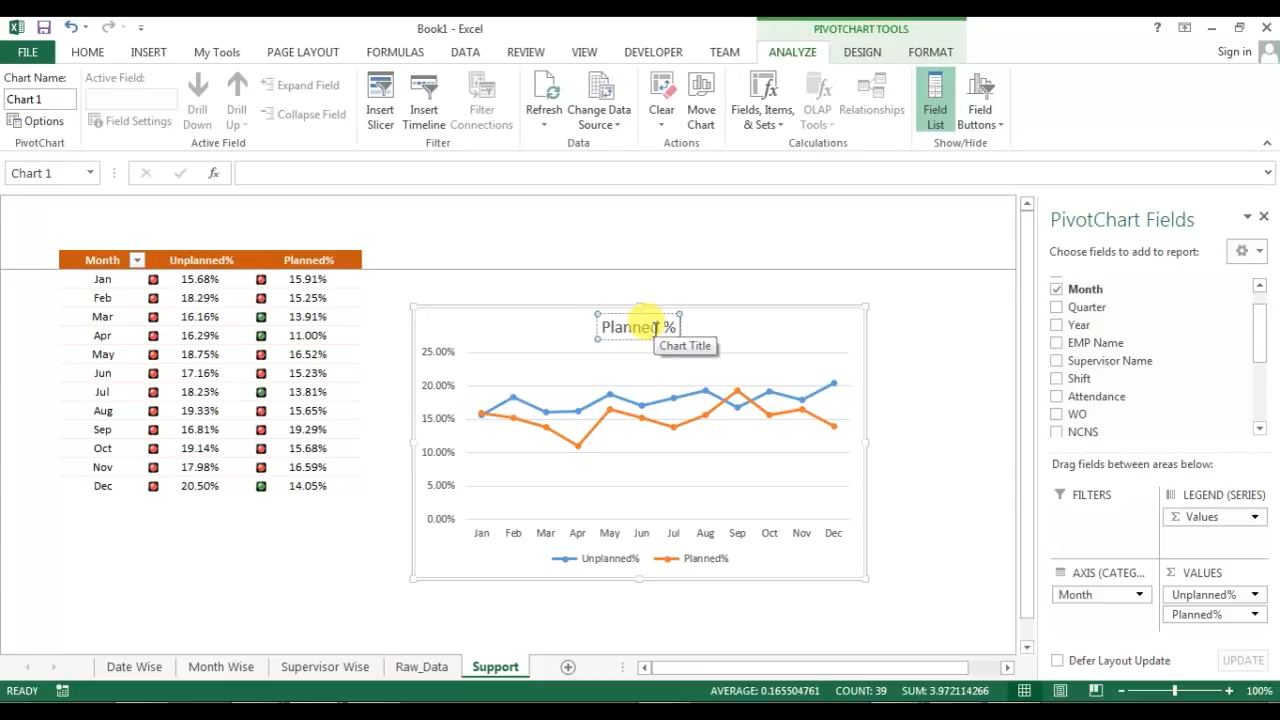 Book1 - Excel
PIVOTCHART TOOLS
?
FILE HOME INSERT My Tools PAGE LAYOUT FORMULAS DATA REVIEW VIEW DEVELOPER TEAM ANALYZE DESIGN FORMAT Sign in
Chart Name:
Chart 1
Options
PivotChart
Active Field:
Field Settings
Drill Down
Drill Up
Expand Field
Collapse Field
Active Field
Insert Slicer
Insert Timeline
Filter Connections
Filter
Refresh
Change Data Source
Data
Clear
Move Chart
Actions
Fields, Items, & Sets
OLAP Tools
Relationships
Calculations
Field List
Field Buttons
Show/Hide
Chart 1
fx
Month Unplanned% Planned%
Jan 15.68% 15.91%
Feb 18.29% 15.25%
Mar 16.16% 13.91%
Apr 16.29% 11.00%
May 18.75% 16.52%
Jun 17.16% 15.23%
Jul 18.23% 13.81%
Aug 19.33% 15.65%
Sep 16.81% 19.29%
Oct 19.14% 15.68%
Nov 17.98% 16.59%
Dec 20.50% 14.05%
Planned %
Chart Title
25.00%
20.00%
15.00%
10.00%
5.00%
0.00%
Jan Feb Mar Apr May Jun Jul Aug Sep Oct Nov Dec
Unplanned% Planned%
PivotChart Fields
Choose fields to add to report:
Month
Quarter
Year
EMP Name
Supervisor Name
Shift
Attendance
WO
NCNS
Drag fields between areas below:
FILTERS
LEGEND (SERIES)
Σ Values
AXIS (CATEG...
Month
Σ VALUES
Unplanned%
Planned%
Defer Layout Update
UPDATE
Date Wise Month Wise Supervisor Wise Raw_Data Support
READY
AVERAGE: 0.165504761 COUNT: 39 SUM: 3.972114266
100%